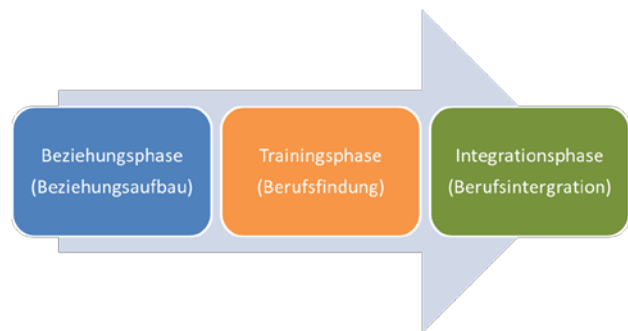 Beziehungsphase
(Beziehungsaufbau)
Trainingsphase
(Berufsfindung)
Integrationsphase
(Berufsintergration)